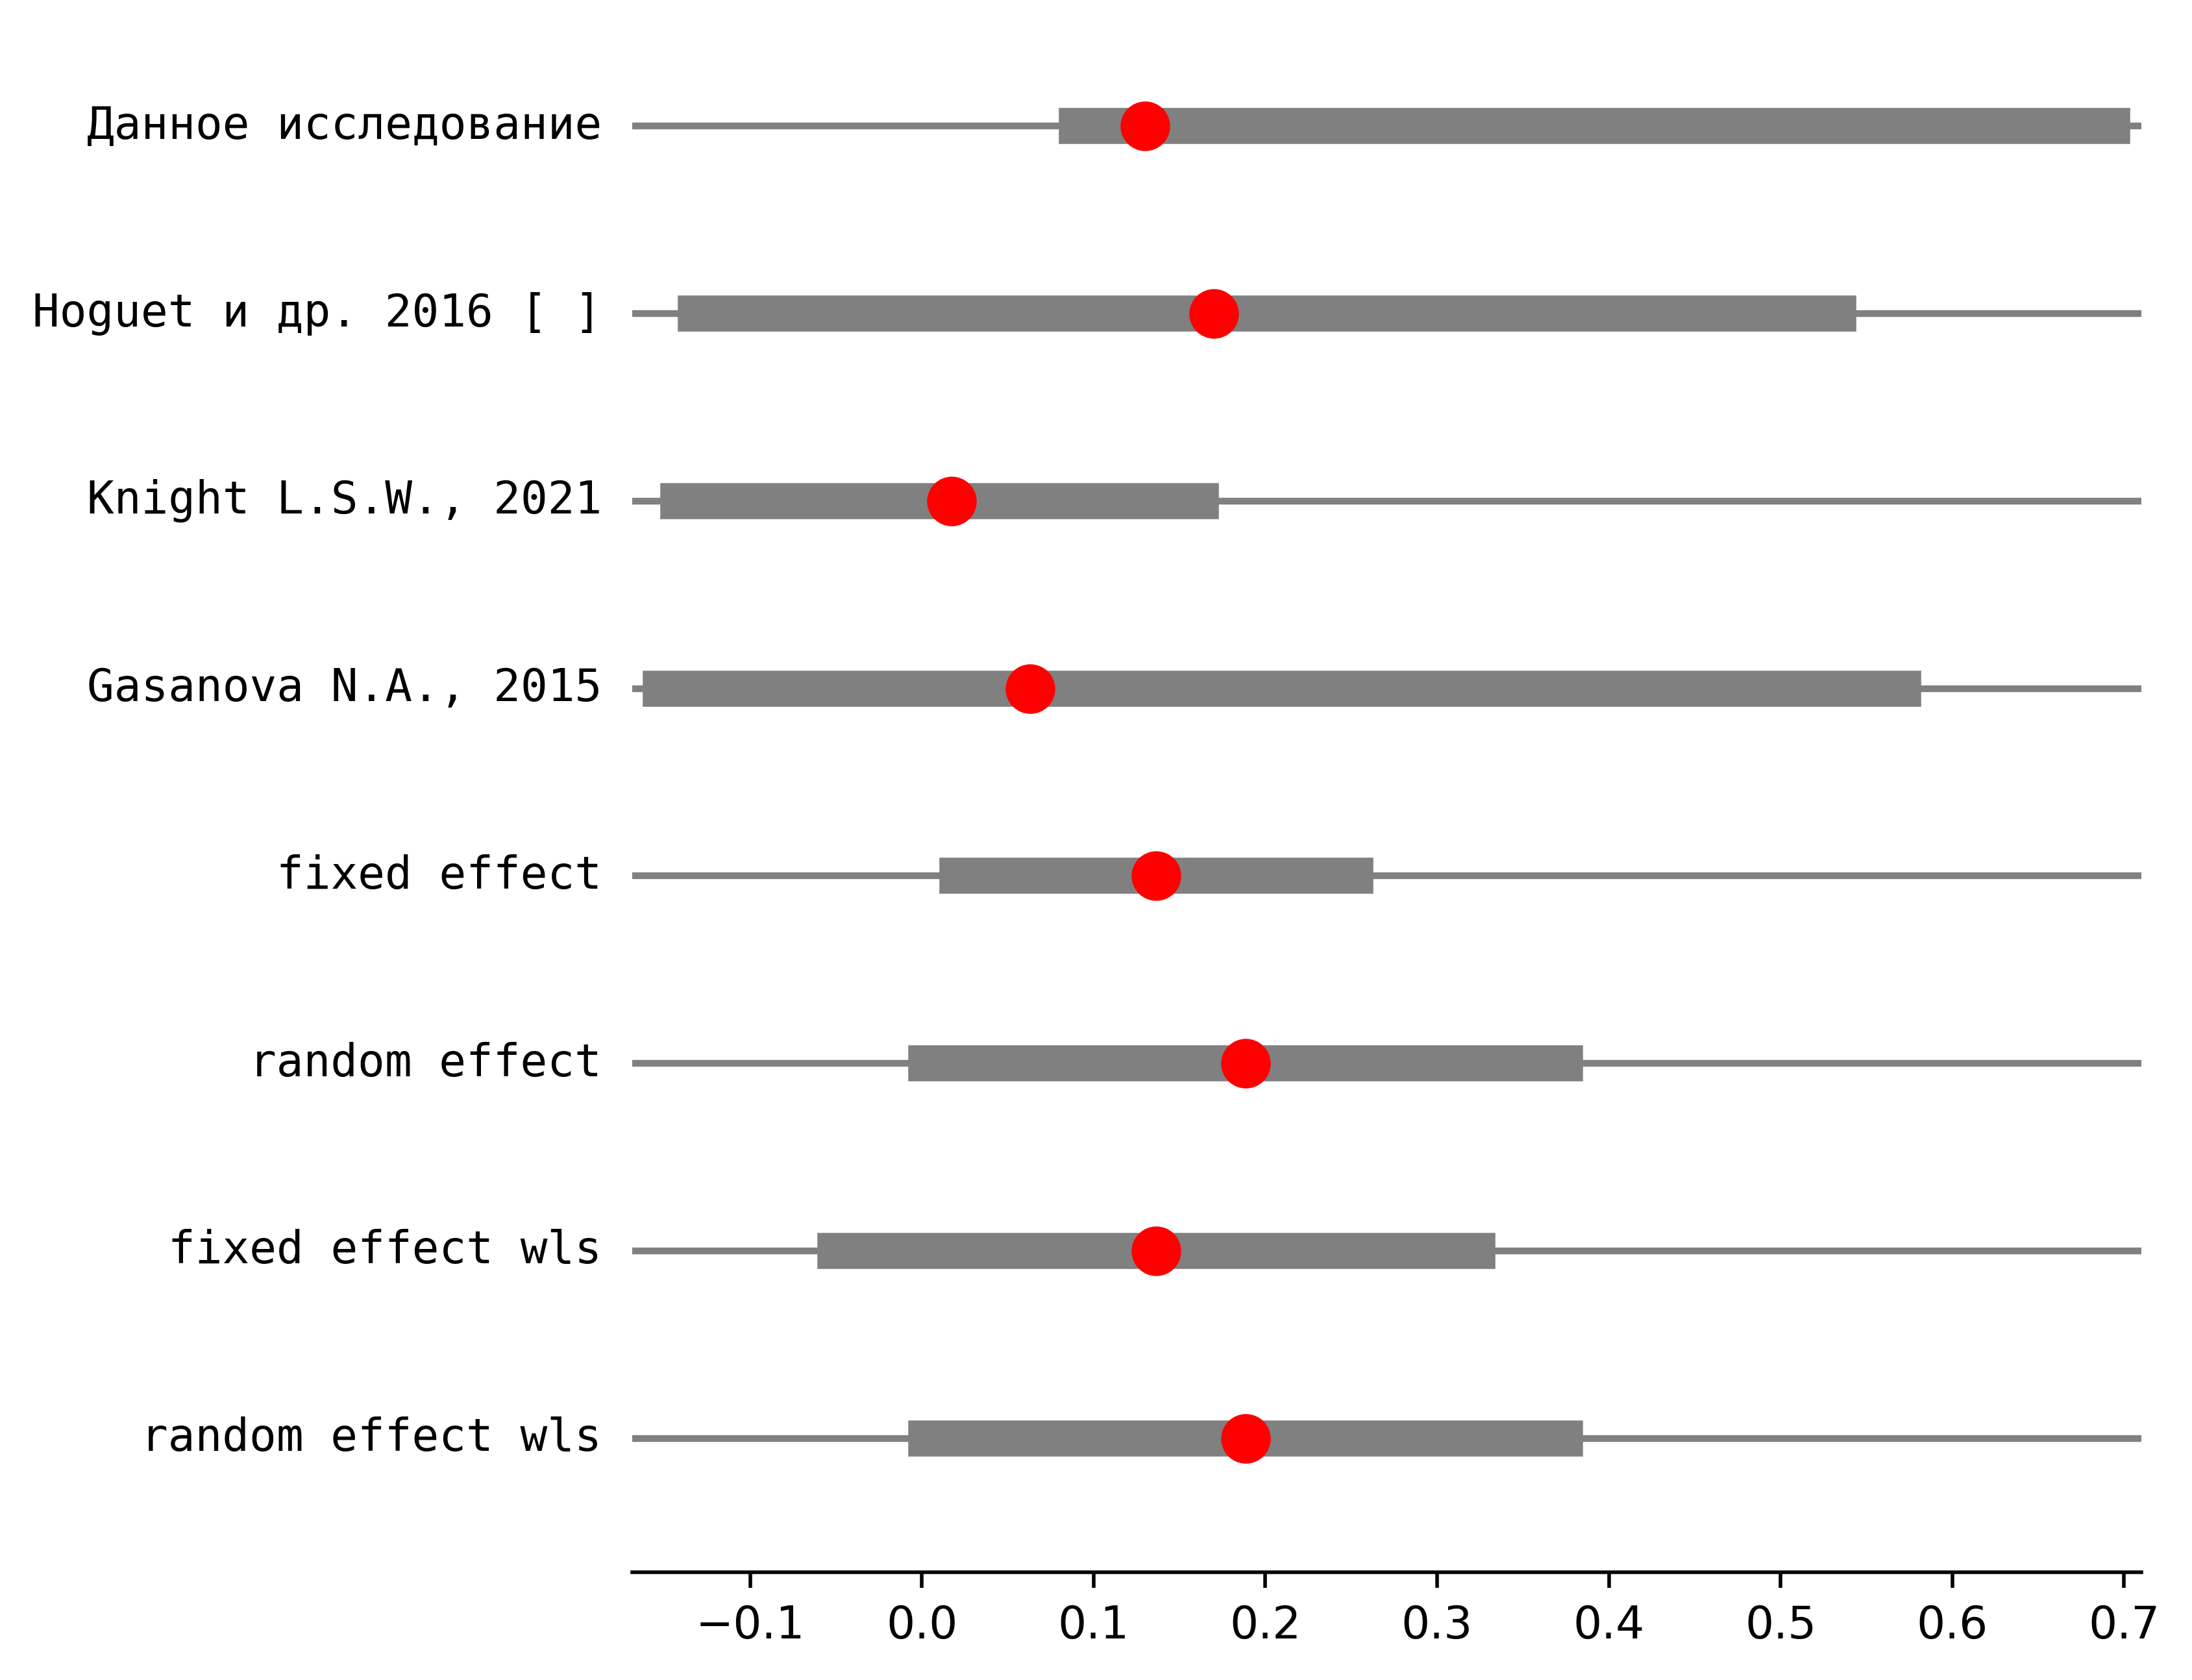 Данное исследование
Hoguet и др. 2016 [ ]
Knight L.S.W., 2021
Gasanova N.A., 2015
fixed effect
random effect
fixed effect wls
random effect wls
−0.1 0.0 0.1 0.2 0.3 0.4 0.5 0.6 0.7